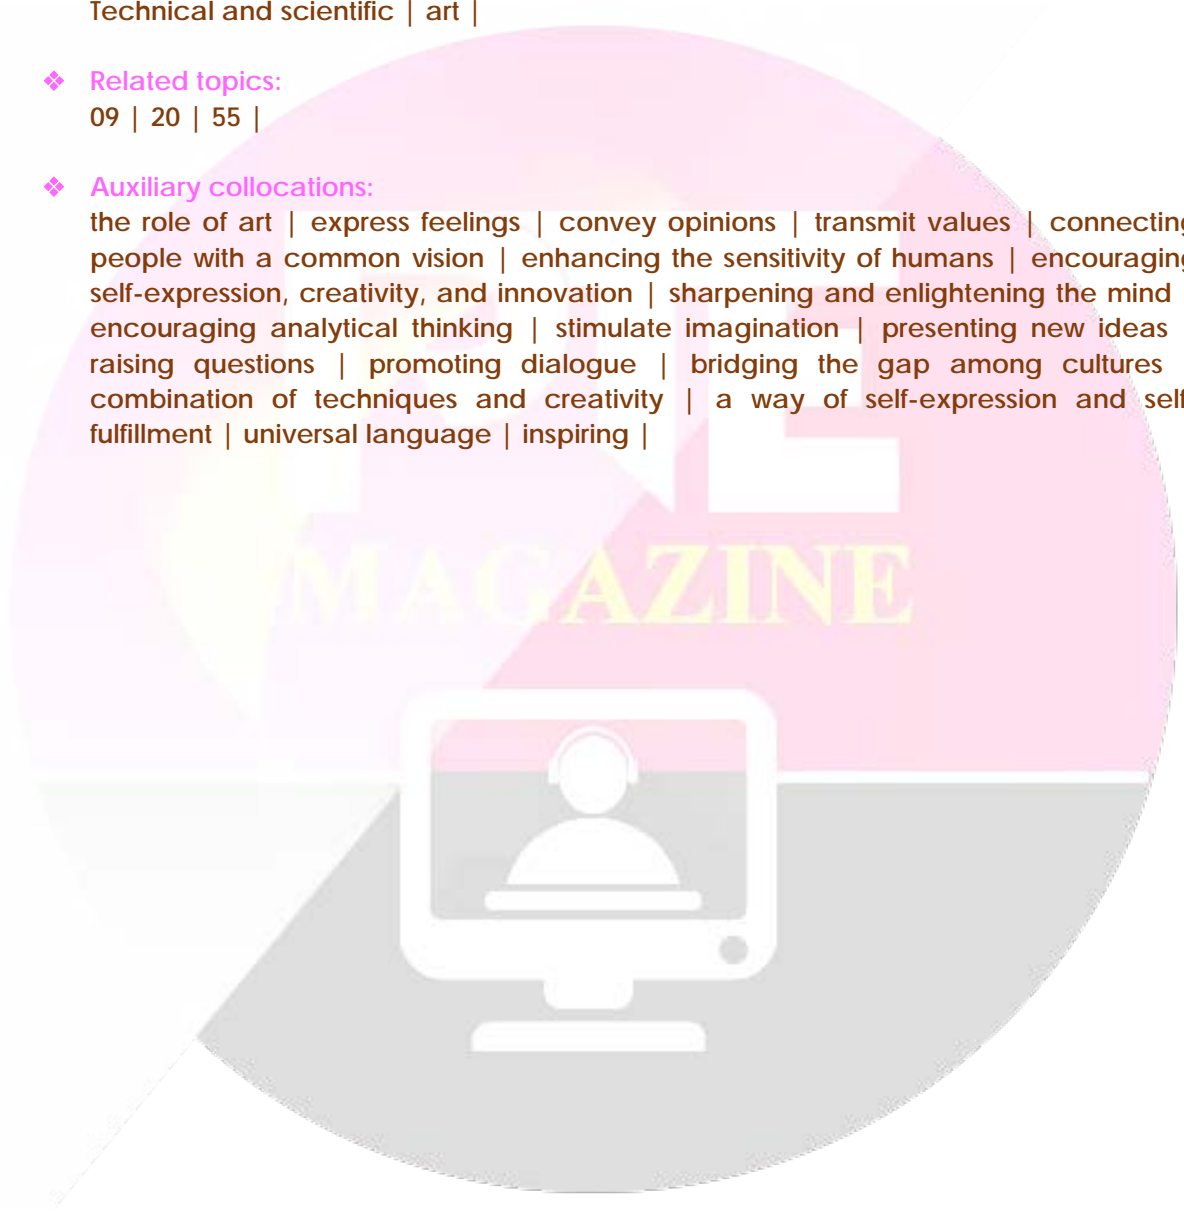 Technical and scientific | art |
❖ Related topics:
09 | 20 | 55 |
❖ Auxiliary collocations:
the role of art | express feelings | convey opinions | transmit values | connecting
people with a common vision | enhancing the sensitivity of humans | encouraging
self-expression, creativity, and innovation | sharpening and enlightening the mind
encouraging analytical thinking | stimulate imagination | presenting new ideas
raising questions | promoting dialogue | bridging the gap among cultures
combination of techniques and creativity | a way of self-expression and self
fulfillment | universal language | inspiring |
MAGAZINE